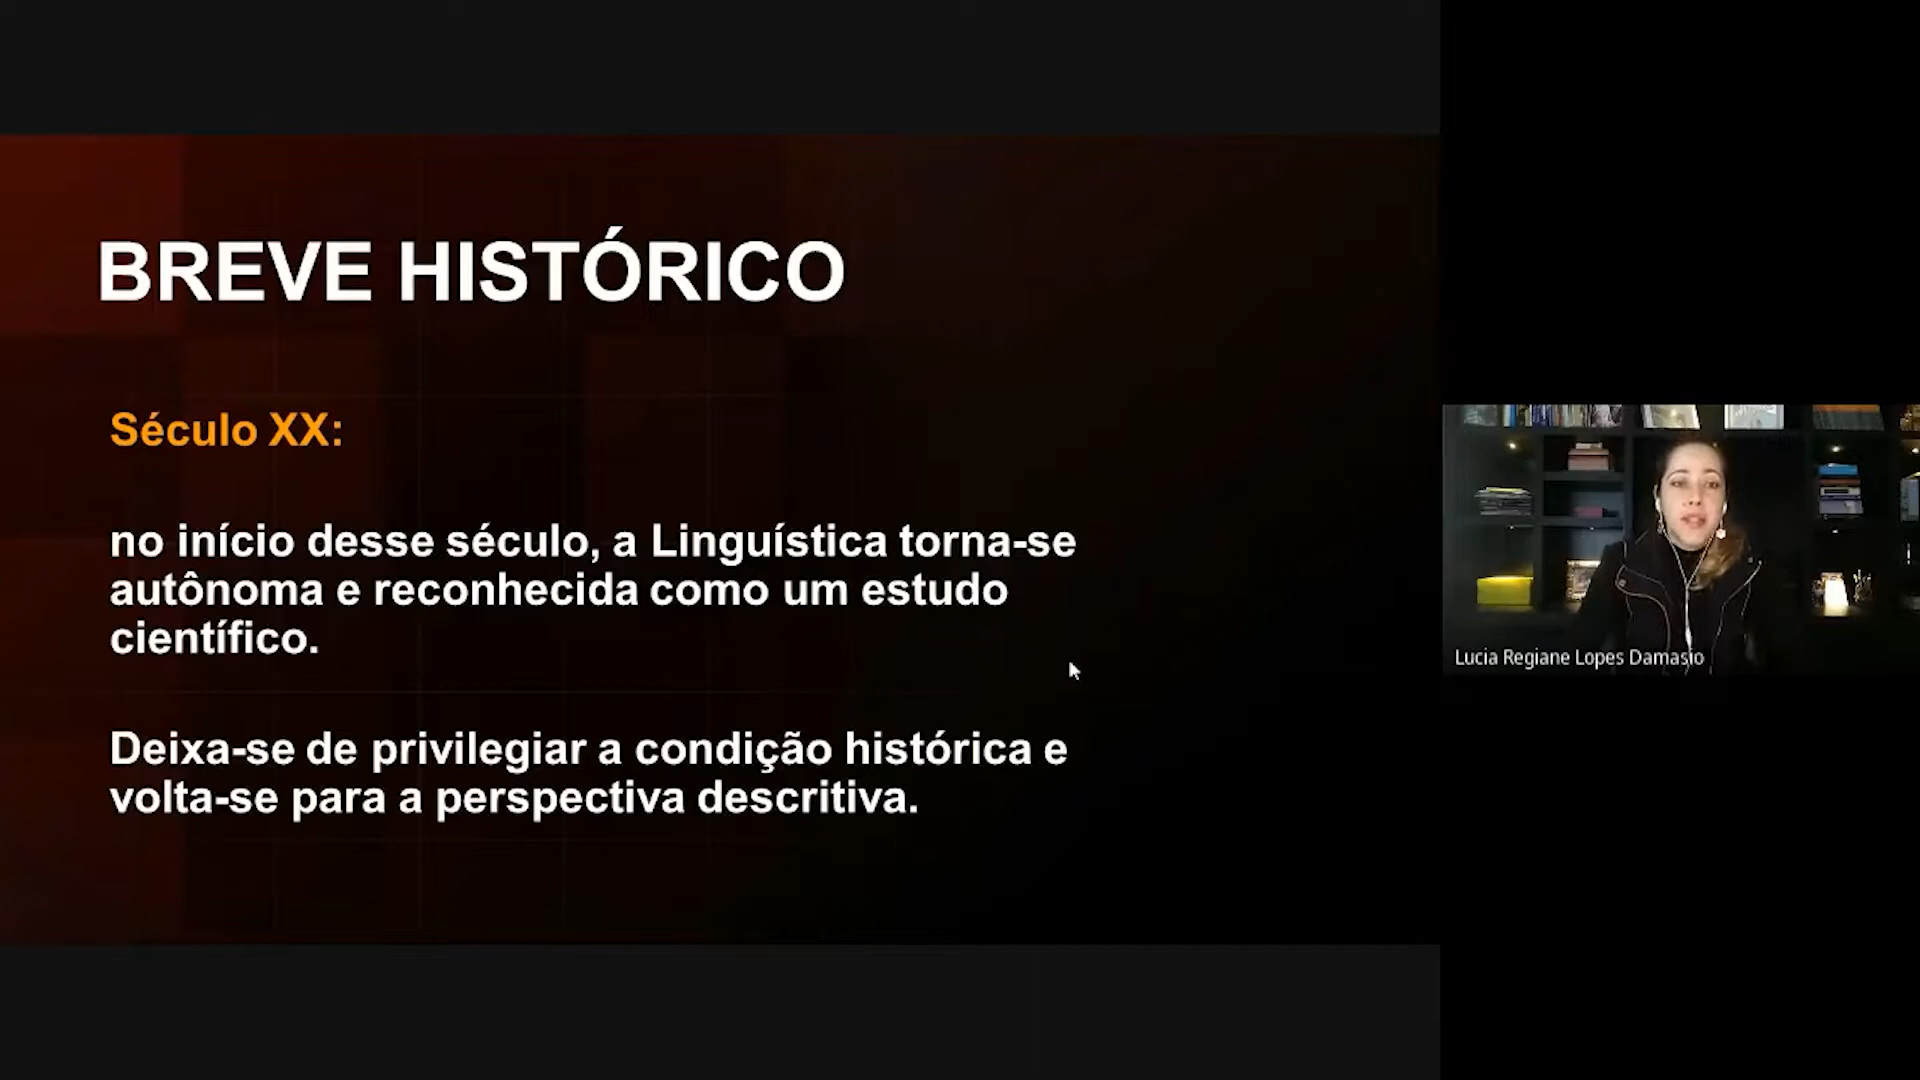 BREVE HISTÓRICO
Século XX:
no início desse século, a Linguística torna-se
autônoma e reconhecida como um estudo
científico.
Deixa-se de privilegiar a condição histórica e
volta-se para a perspectiva descritiva.
Lucia Regiane Lopes Damasio